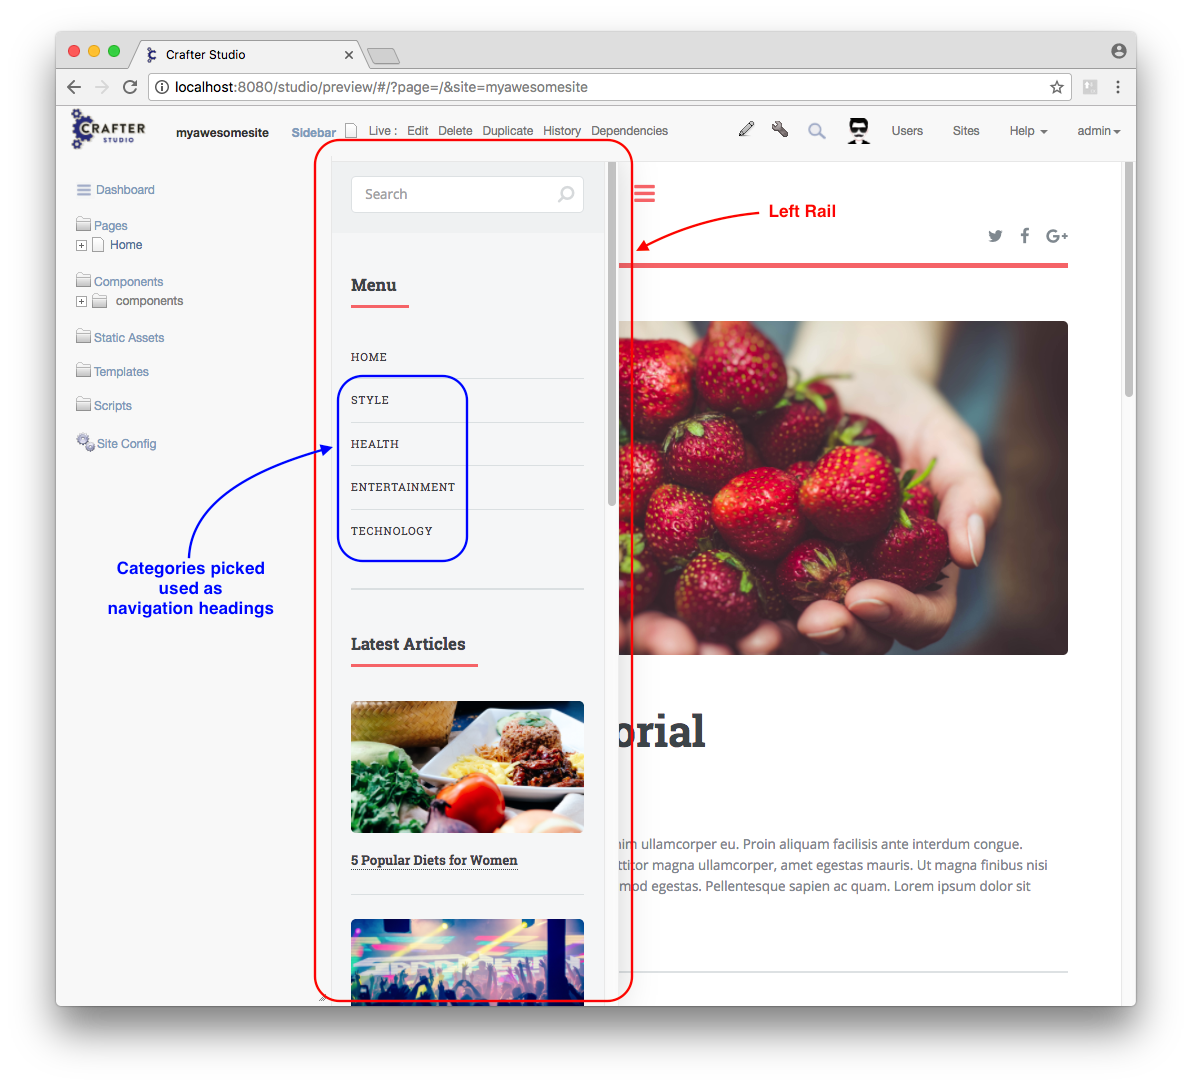 Crafter Studio
localhost:8080/studio/preview/#/?page=/&site=myawesomesite
CRAFTER
STUDIO
myawesomesite
Sidebar
Live :
Edit
Delete
Duplicate
History
Dependencies
Users
Sites
Help
admin
Dashboard
Pages
Home
Components
components
Static Assets
Templates
Scripts
Site Config
Categories picked
used as
navigation headings
Search
Menu
HOME
STYLE
HEALTH
ENTERTAINMENT
TECHNOLOGY
Latest Articles
5 Popular Diets for Women
Left Rail
G+
orial
nim ullamcorper eu. Proin aliquam facilisis ante interdum congue.
ttitor magna ullamcorper, amet egestas mauris. Ut magna finibus nisi
mod egestas. Pellentesque sapien ac quam. Lorem ipsum dolor sit